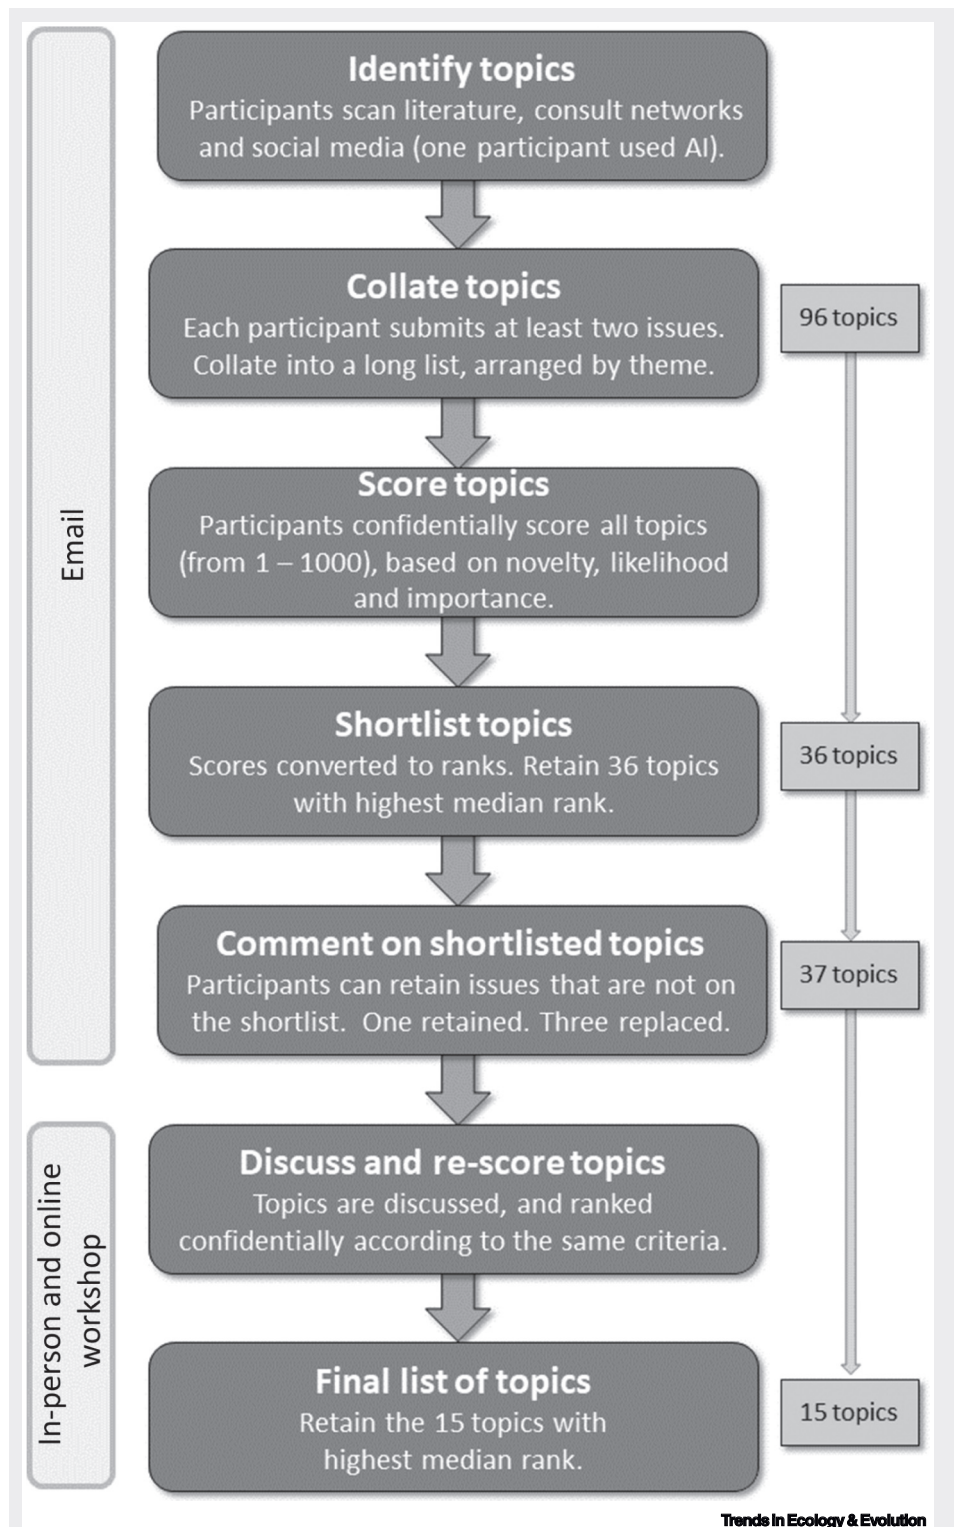 Email
Identify topics
Participants scan literature, consult networks
and social media (one participant used AI).
Collate topics
Each participant submits at least two issues.
Collate into a long list, arranged by theme.
96 topics
Score topics
Participants confidentially score all topics
(from 1 – 1000), based on novelty, likelihood
and importance.
Shortlist topics
Scores converted to ranks. Retain 36 topics
with highest median rank.
36 topics
Comment on shortlisted topics
Participants can retain issues that are not on
the shortlist.  One retained. Three replaced.
37 topics
In-person and online
workshop
Discuss and re-score topics
Topics are discussed, and ranked
confidentially according to the same criteria.
Final list of topics
Retain the 15 topics with
highest median rank.
15 topics
Trends in Ecology & Evolution